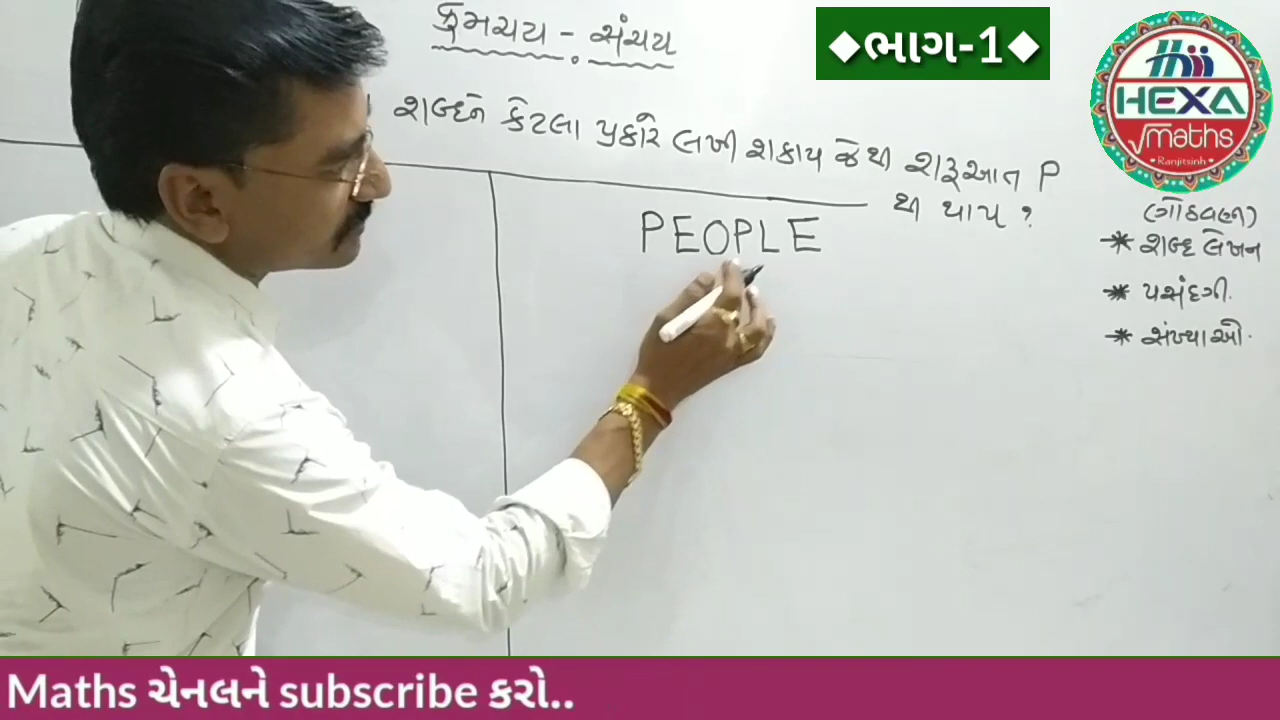 ક્રમચય - સંચય
◆ભાગ-1◆
HEXA
maths
Ranjitsinh
શબ્દને કેટલા પ્રકારે લખી શકાય જેથી શરૂઆત P
થી થાય ?
PEOPLE
(ગોઠવણ)
* શબ્દ લેખન
* પસંદગી.
* સંખ્યાઓ.
Maths ચેનલને subscribe કરો..